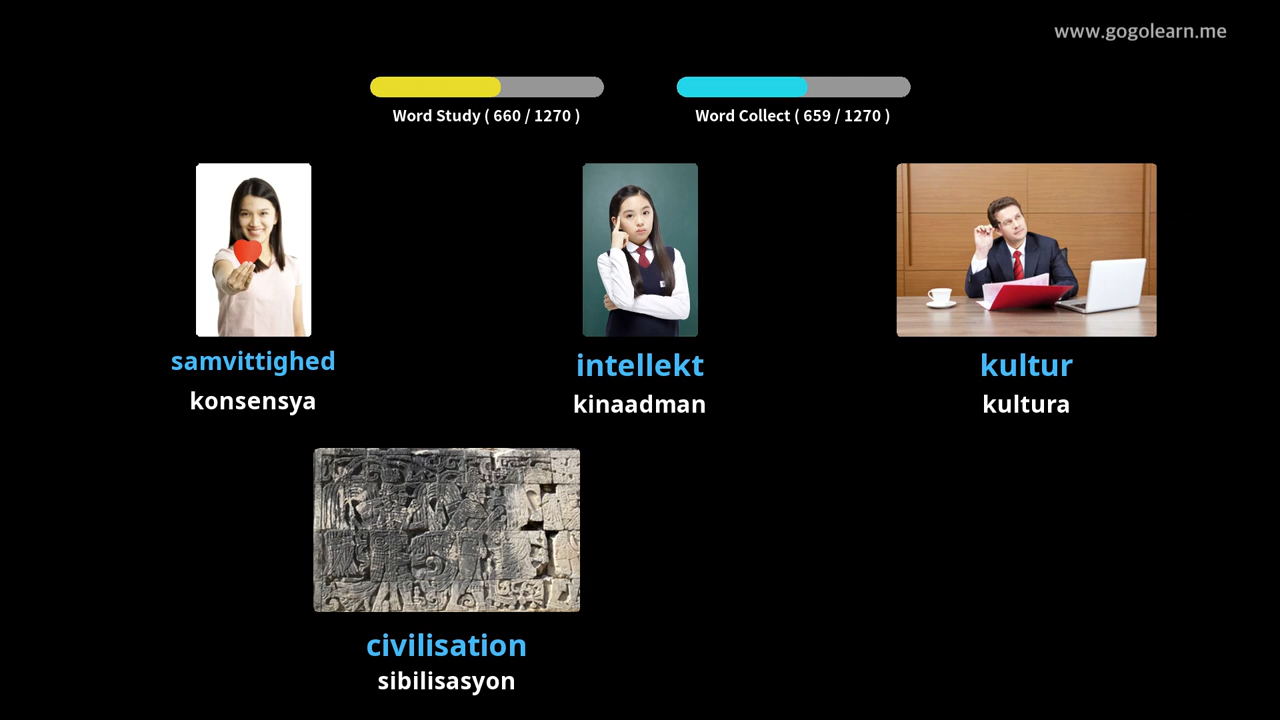 www.gogolearn.me
Word Study ( 660 / 1270 )
Word Collect ( 659 / 1270 )
samvittighed
intellekt
kultur
konsensya
kinaadman
kultura
civilisation
sibilisasyon